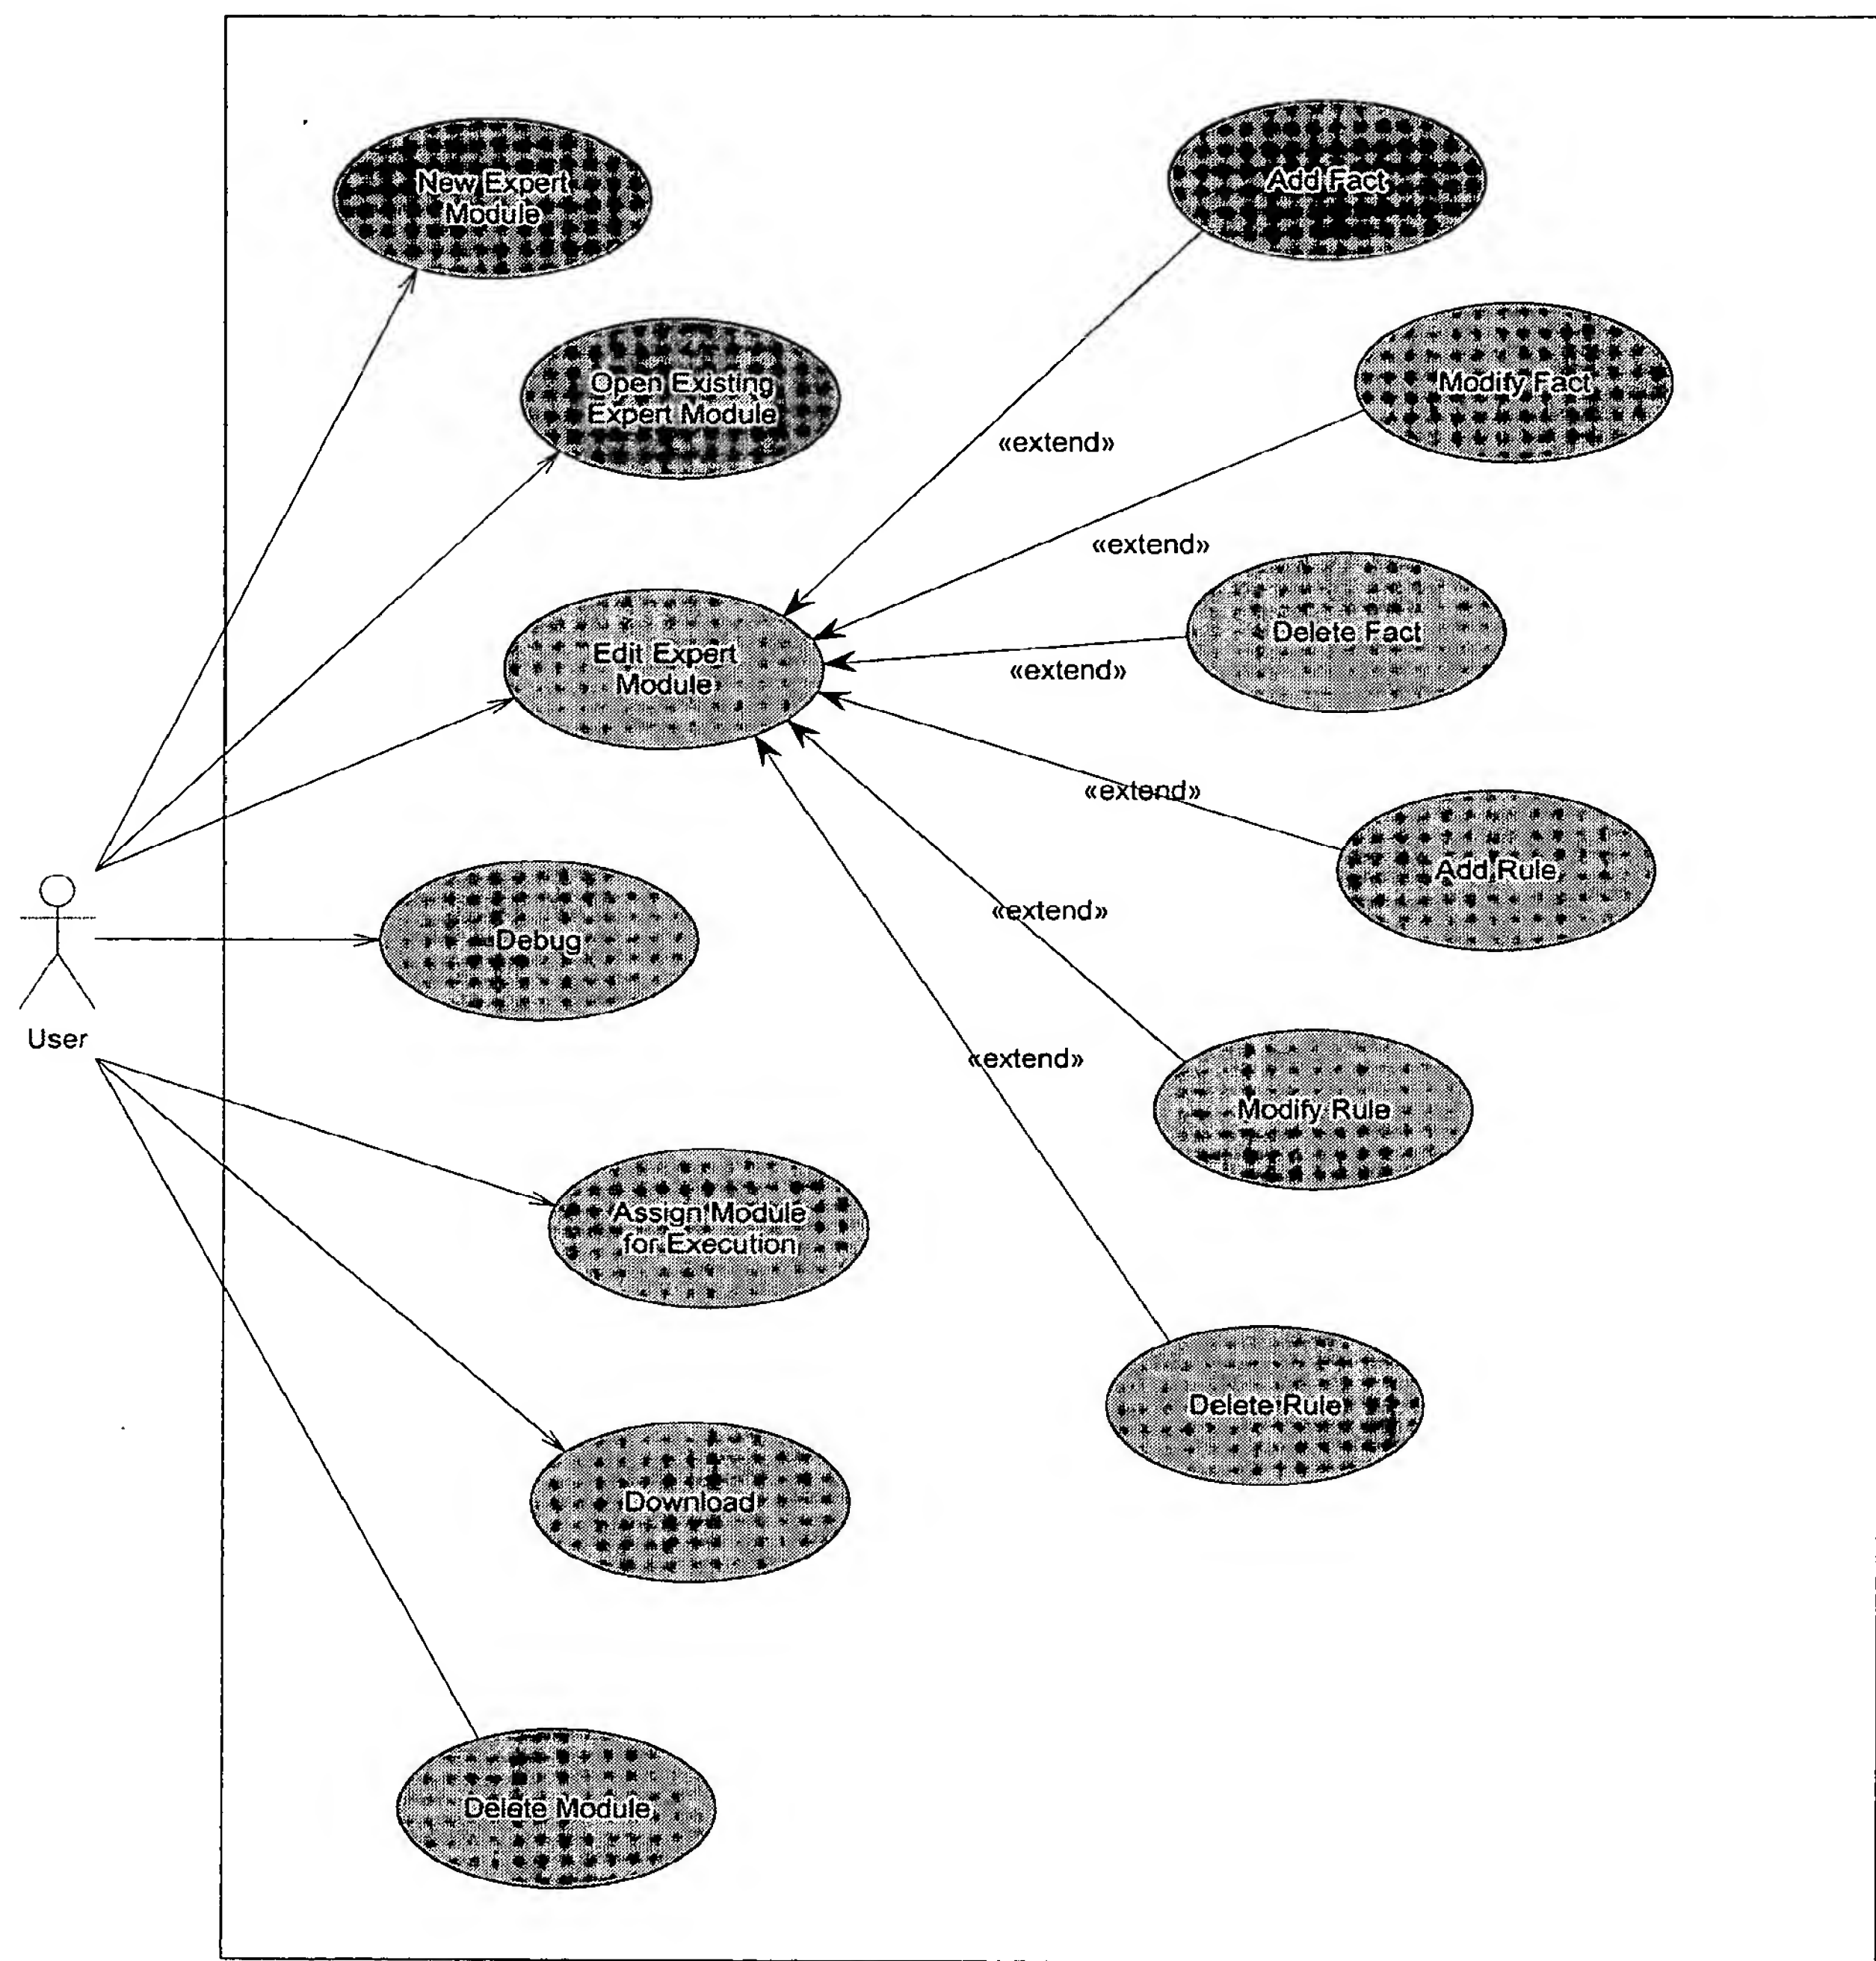 New Expert
Module
Add Fact
Open Existing
Expert Module
Modify Fact
«extend»
«extend»
Edit Expert
Module
Delete Fact
«extend»
«extend»
Add Rule
«extend»
Debug
User
«extend»
Modify Rule
Assign Module
for Execution
Delete Rule
Download
Delete Module